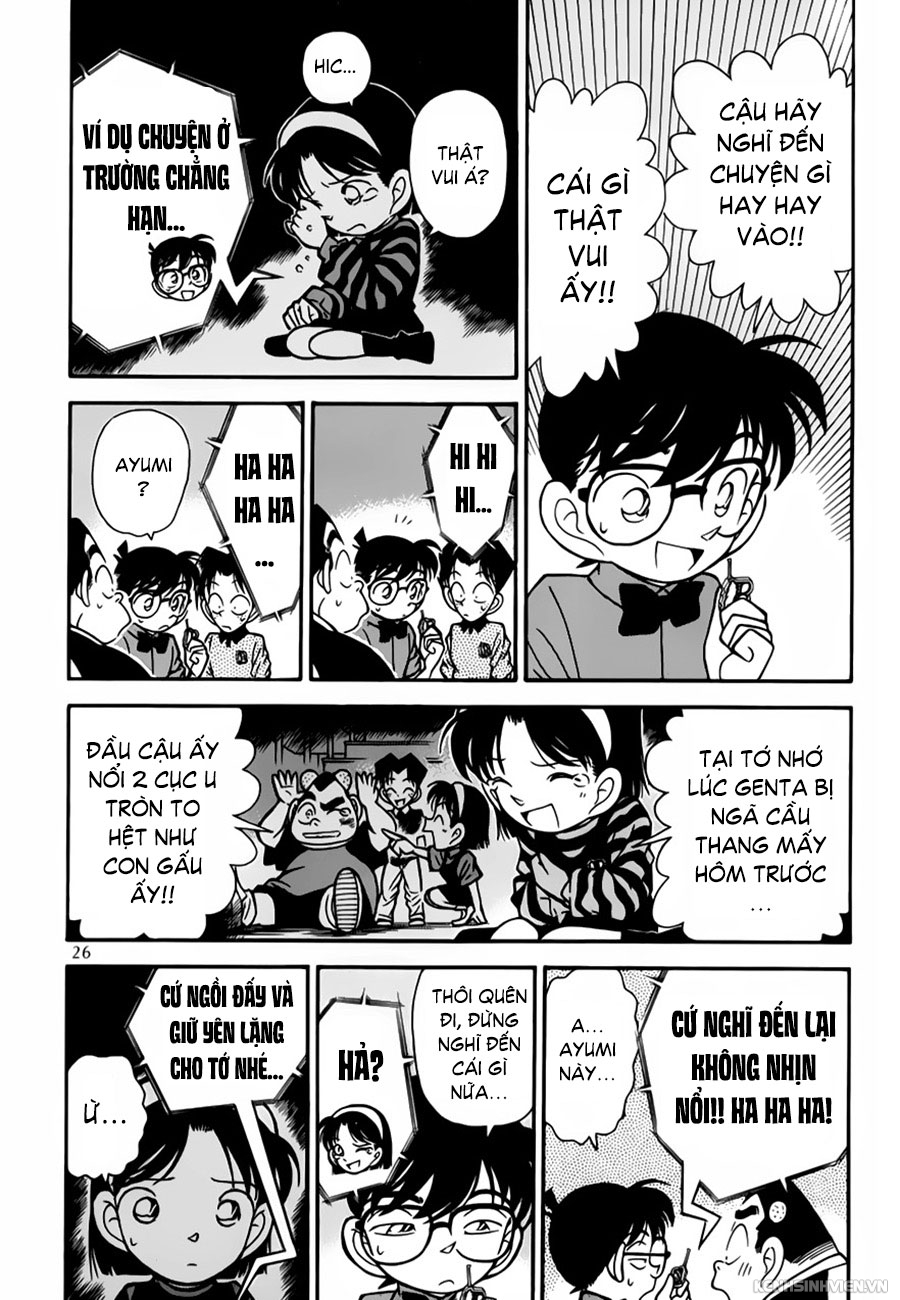 CẬU HÃY
NGHĨ ĐẾN
CHUYỆN GÌ
HAY HAY
VÀO!!
CÁI GÌ
THẬT
VUI
ẤY!!
HIC...
THẬT
VUI Á?
VÍ DỤ CHUYỆN Ở
TRƯỜNG CHẲNG
HẠN...
HI HI
HI...
HA HA
HA HA
...
AYUMI
?
TẠI TỚ NHỚ
LÚC GENTA BỊ
NGÃ CẦU
THANG MẤY
HÔM TRƯỚC
...
ĐẦU CẬU ẤY
NỔI 2 CỤC U
TRÒN TO
HỆT NHƯ
CON GẤU
ẤY!!
26
CỨ NGHĨ ĐẾN LẠI
KHÔNG NHỊN
NỔI!! HA HA HA!
A...
AYUMI
NÀY...
THÔI QUÊN
ĐI, ĐỪNG
NGHĨ ĐẾN
CÁI GÌ
NỮA...
HẢ?
CỨ NGỒI ĐẤY VÀ
GIỮ YÊN LẶNG
CHO TỚ NHÉ...
Ừ...
KENHSINHVIEN.VN